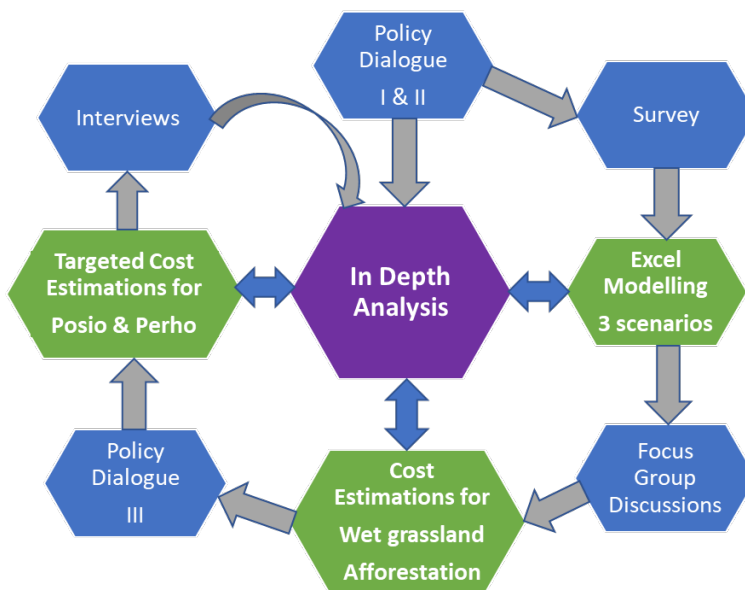 Policy
Dialogue
I & II
Interviews
Survey
Targeted Cost
Estimations for
Posio & Perho
In Depth
Analysis
Excel
Modelling
3 scenarios
Policy
Dialogue
III
Cost
Estimations for
Wet grassland
Afforestation
Focus
Group
Discussions